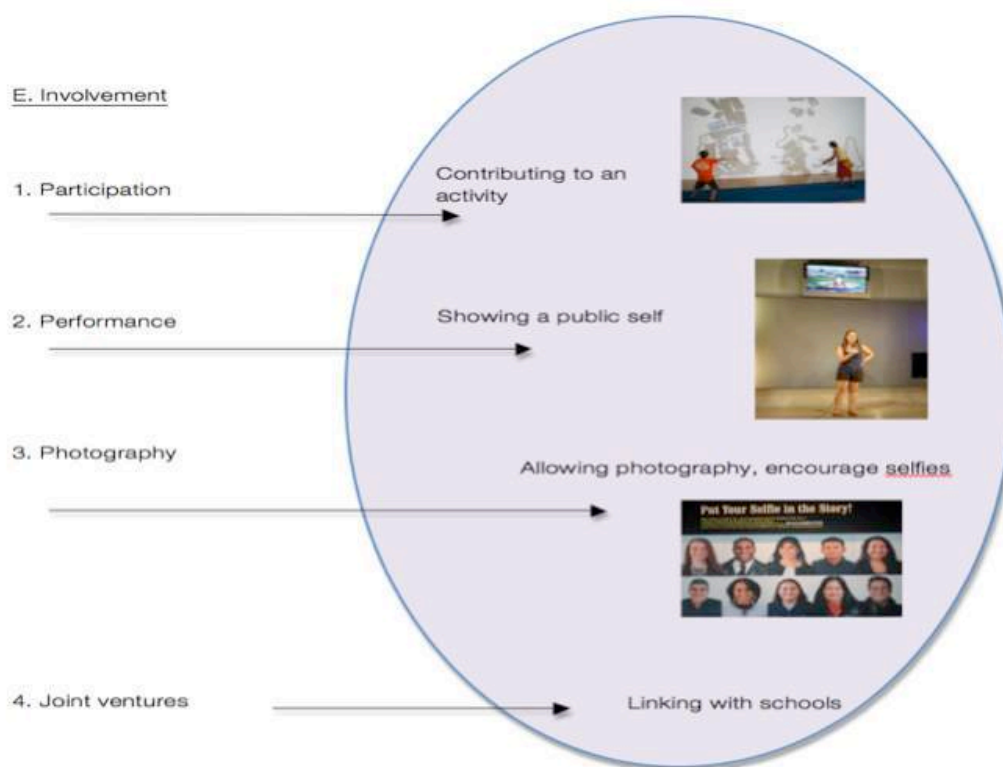 E. Involvement
1. Participation
Contributing to an
activity
2. Performance
Showing a public self
3. Photography
Allowing photography, encourage selfies
Put Your Selfie in the Story!
4. Joint ventures
Linking with schools